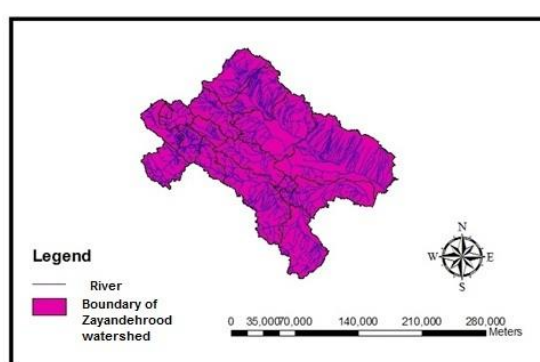 N
W E
S
Legend
River
Boundary of
Zayandehrood
watershed
0 35,00070,000 140,000 210,000 280,000
Meters